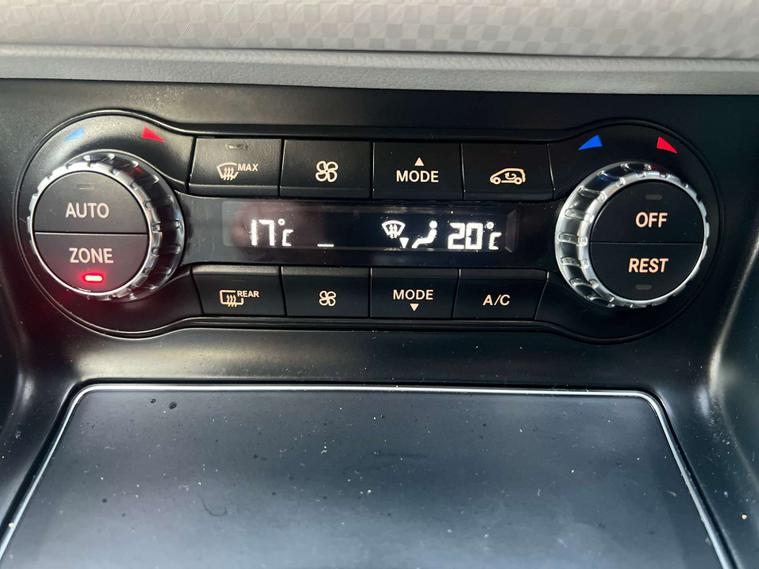 MAX
MODE
AUTO
OFF
17°C
20°C
ZONE
REST
REAR
MODE
A/C